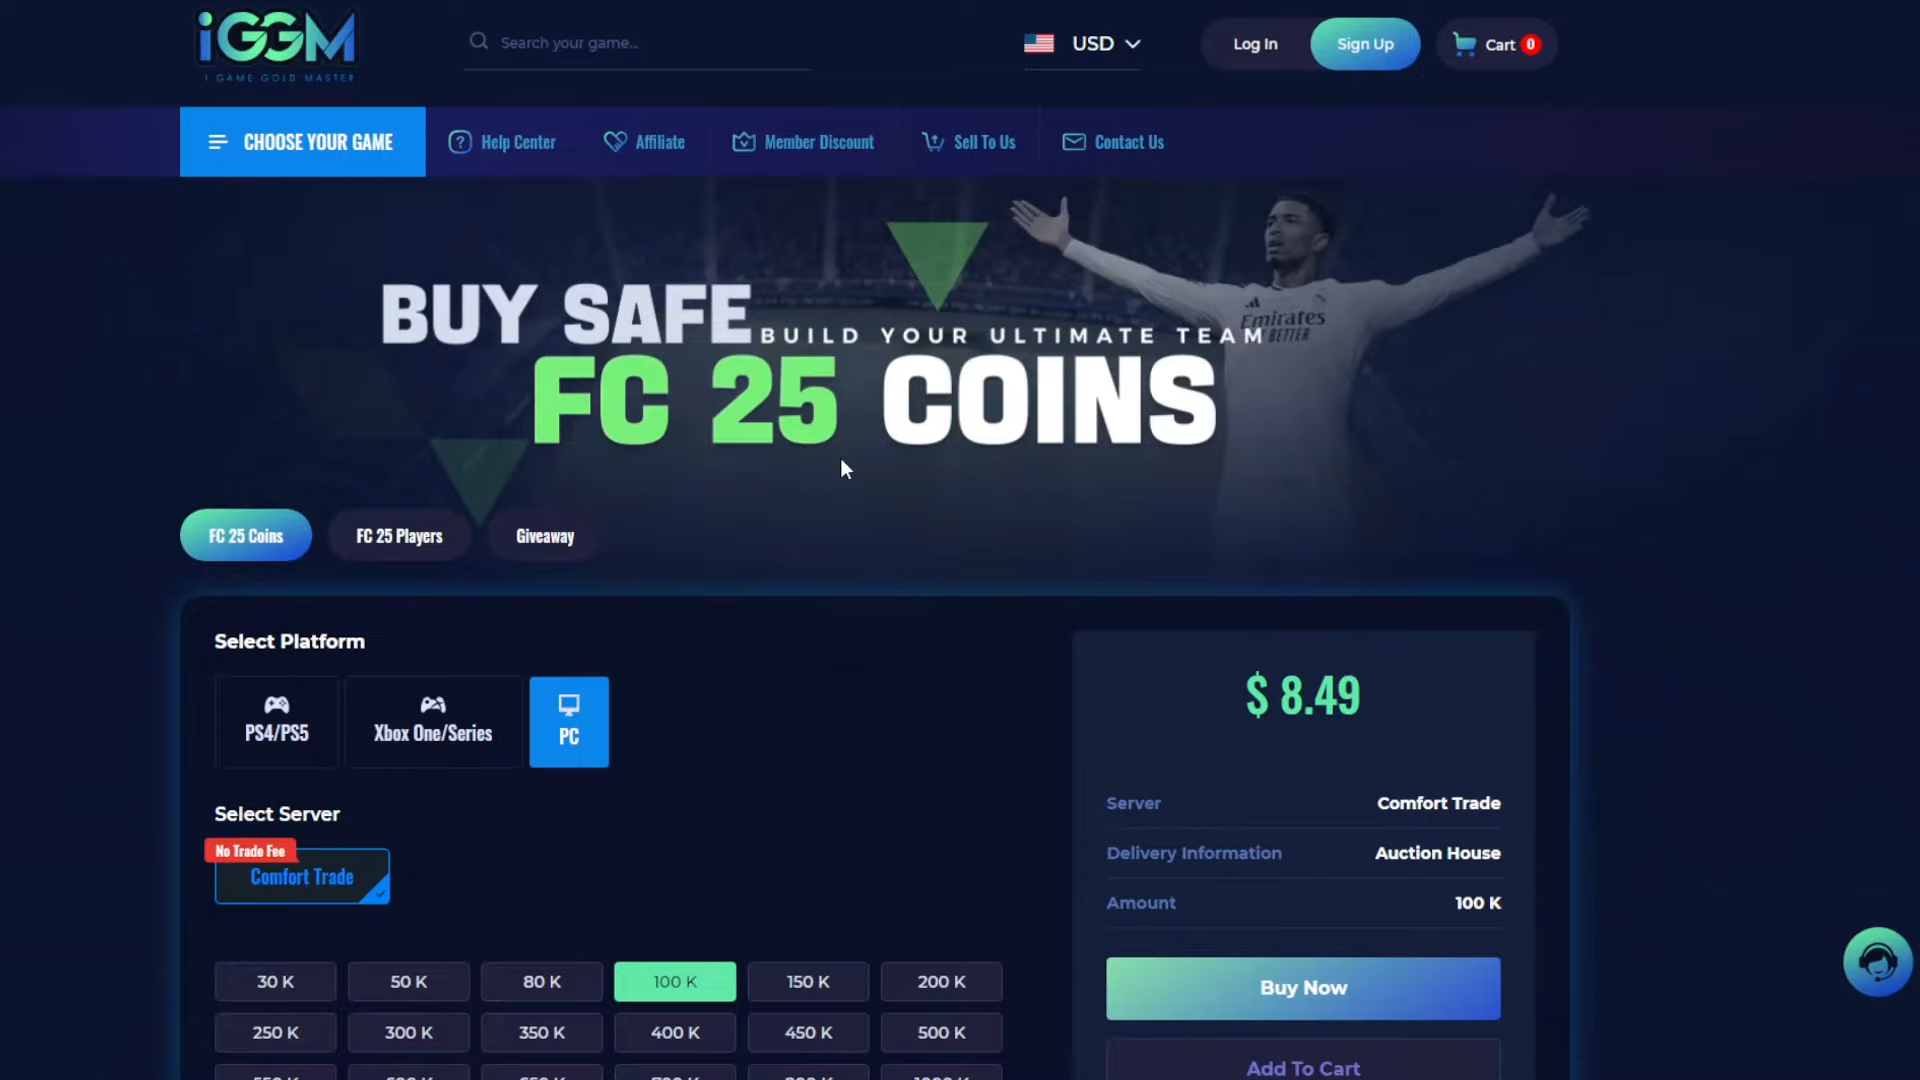 iGGM
I GAME GOLD MASTER
Search your game...
USD
Log In
Sign Up
Cart 0
CHOOSE YOUR GAME
Help Center
Affiliate
Member Discount
Sell To Us
Contact Us
BUY SAFE
BUILD YOUR ULTIMATE TEAM
FC 25 COINS
Emirates
BETTER
FC 25 Coins
FC 25 Players
Giveaway
Select Platform
PS4/PS5
Xbox One/Series
PC
Select Server
No Trade Fee
Comfort Trade
30 K
50 K
80 K
100 K
150 K
200 K
250 K
300 K
350 K
400 K
450 K
500 K
$ 8.49
Server
Comfort Trade
Delivery Information
Auction House
Amount
100 K
Buy Now
Add To Cart